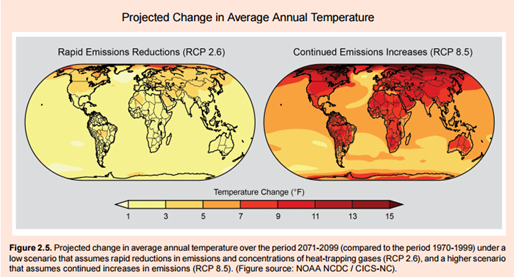 Projected Change in Average Annual Temperature
Rapid Emissions Reductions (RCP 2.6) Continued Emissions Increases (RCP 8.5)
Temperature Change (°F)
1 3 5 7 9 11 13 15
Figure 2.5. Projected change in average annual temperature over the period 2071-2099 (compared to the period 1970-1999) under a
low scenario that assumes rapid reductions in emissions and concentrations of heat-trapping gases (RCP 2.6), and a higher scenario
that assumes continued increases in emissions (RCP 8.5). (Figure source: NOAA NCDC / CICS-NC).